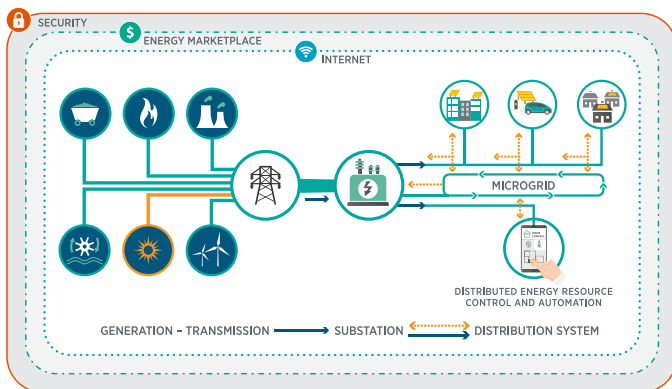 SECURITY
$
ENERGY MARKETPLACE
INTERNET
MICROGRID
DISTRIBUTED ENERGY RESOURCE
CONTROL AND AUTOMATION
GENERATION – TRANSMISSION
SUBSTATION
DISTRIBUTION SYSTEM